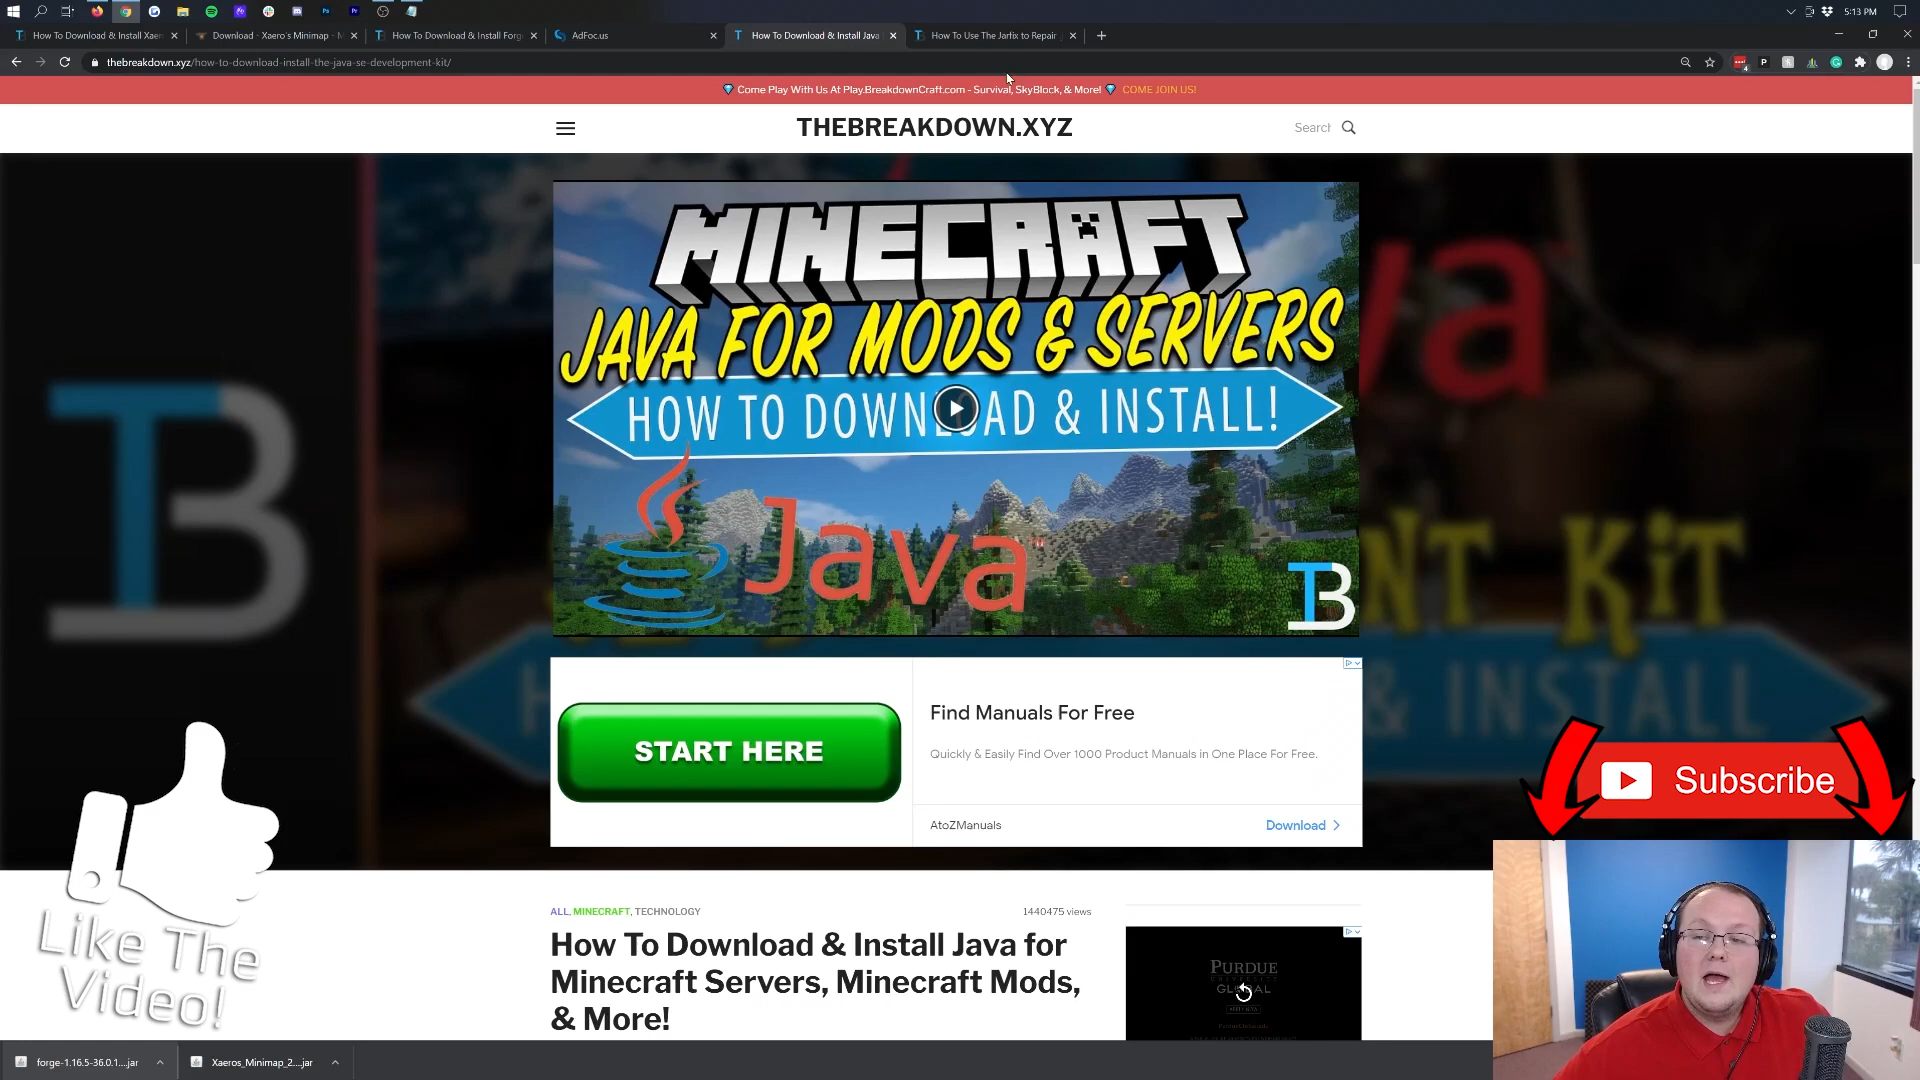 5:13 PM
How To Download & Install Xaer
Download - Xaero's Minimap - M
How To Download & Install Forg
AdFoc.us
How To Download & Install Java
How To Use The Jarfix to Repair
thebreakdown.xyz/how-to-download-install-the-java-se-development-kit/
Come Play With Us At Play.BreakdownCraft.com - Survival, SkyBlock, & More! COME JOIN US!
THEBREAKDOWN.XYZ
Search
MINECRAFT
JAVA FOR MODS & SERVERS
HOW TO DOWNLOAD & INSTALL!
Java
TB
START HERE
Find Manuals For Free
Quickly & Easily Find Over 1000 Product Manuals in One Place For Free.
AtoZManuals
Download
Subscribe
Like The
Video!
ALL, MINECRAFT, TECHNOLOGY
1440475 views
How To Download & Install Java for
Minecraft Servers, Minecraft Mods,
& More!
PURDUE
GLOBAL
forge-1.16.5-36.0.1....jar
Xaeros_Minimap_2....jar